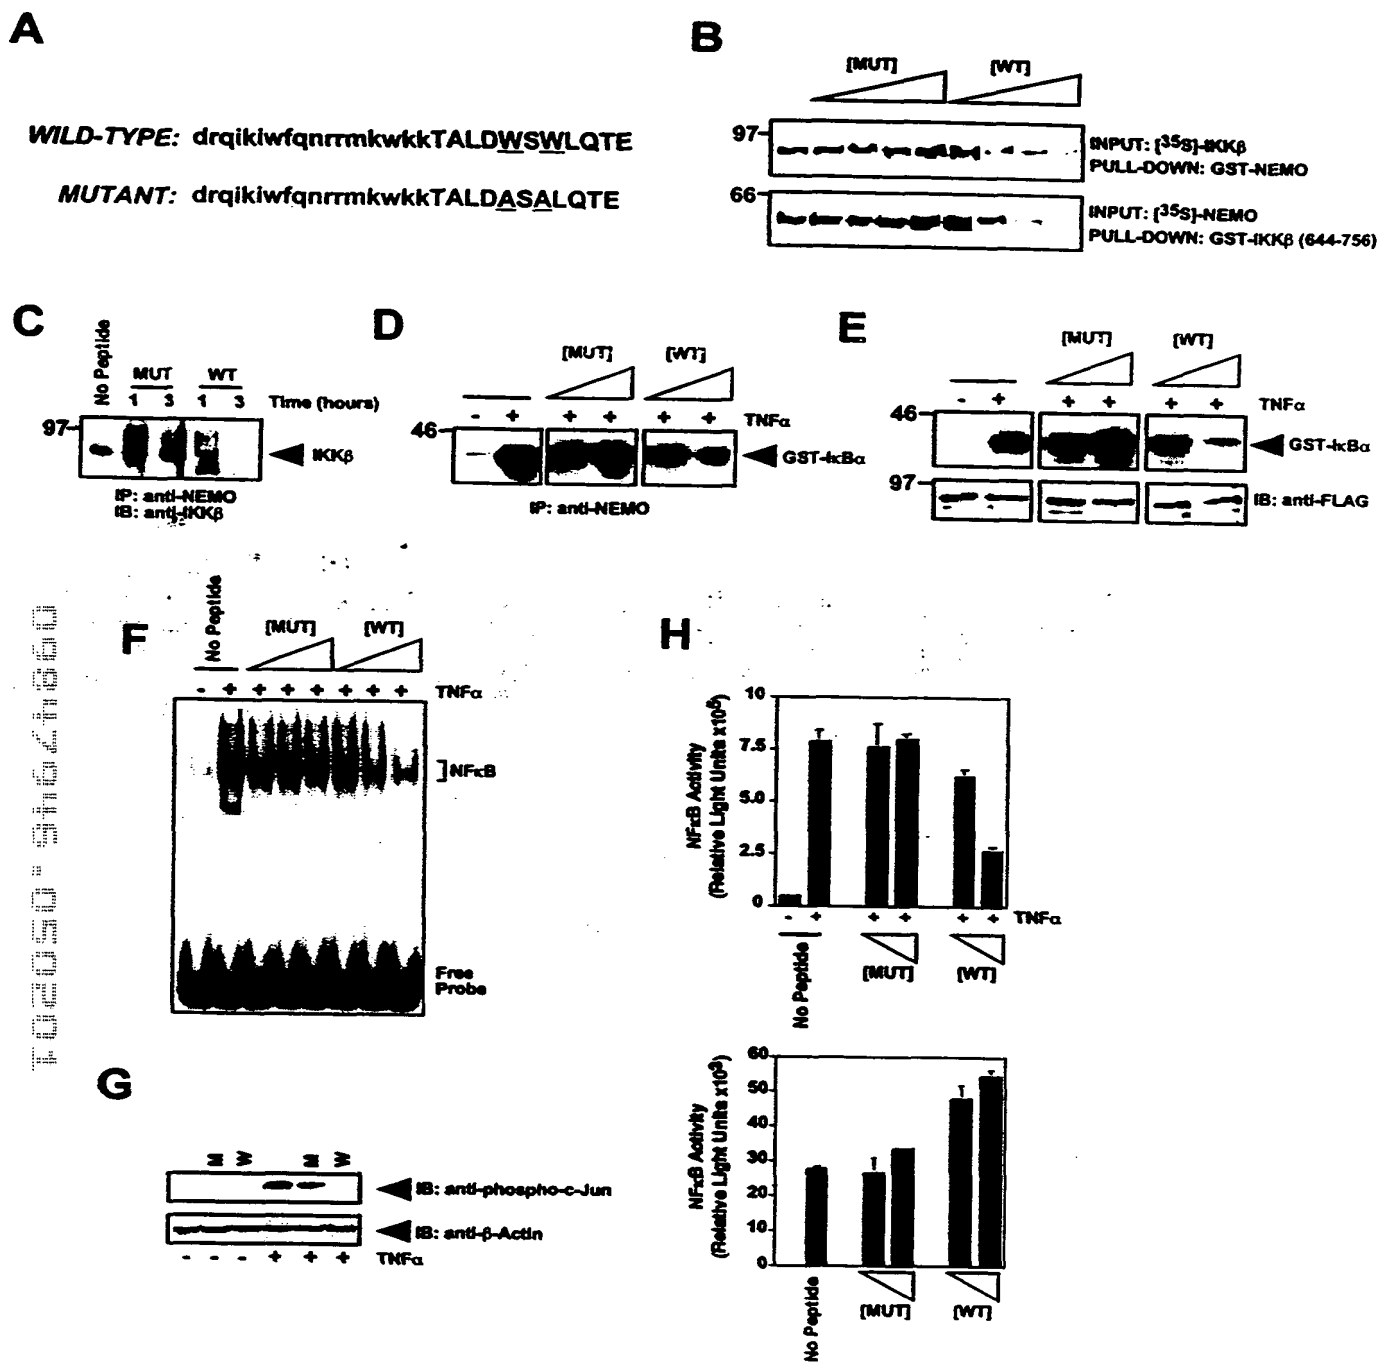 A
WILD-TYPE: drqikiwfqnrrmkwkkTALDWSWLQTE
MUTANT: drqikiwfqnrrmkwkkTALDASALQTE
B
[MUT] [WT]
97
INPUT: [35S]-IKKβ
PULL-DOWN: GST-NEMO
66
INPUT: [35S]-NEMO
PULL-DOWN: GST-IKKβ (644-756)
C
No Peptide
MUT WT
1 3 1 3 Time (hours)
97
IKKβ
IP: anti-NEMO
IB: anti-IKKβ
D
[MUT] [WT]
- + + + + + TNFα
46
GST-IκBα
IP: anti-NEMO
E
[MUT] [WT]
- + + + + + TNFα
46
GST-IκBα
97
IB: anti-FLAG
F
No Peptide
[MUT] [WT]
- + + + + + + + TNFα
NFκB
Free
Probe
G
M W M W
IB: anti-phospho-c-Jun
IB: anti-β-Actin
- - - + + + TNFα
H
NFκB Activity
(Relative Light Units x10⁵)
10
7.5
5.0
2.5
0
- + + + + + TNFα
No Peptide
[MUT]
[WT]
NFκB Activity
(Relative Light Units x10³)
60
50
40
30
20
10
0
No Peptide
[MUT]
[WT]